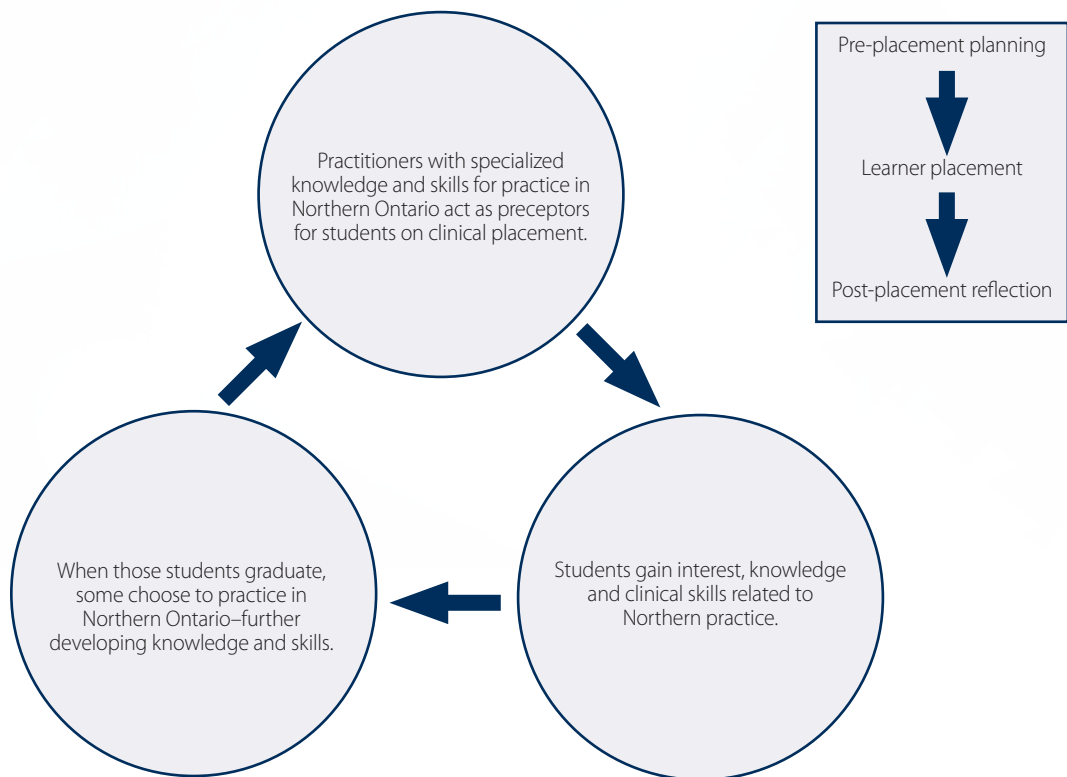 Practitioners with specialized
knowledge and skills for practice in
Northern Ontario act as preceptors
for students on clinical placement.
Pre-placement planning
Learner placement
Post-placement reflection
Students gain interest, knowledge
and clinical skills related to
Northern practice.
When those students graduate,
some choose to practice in
Northern Ontario–further
developing knowledge and skills.